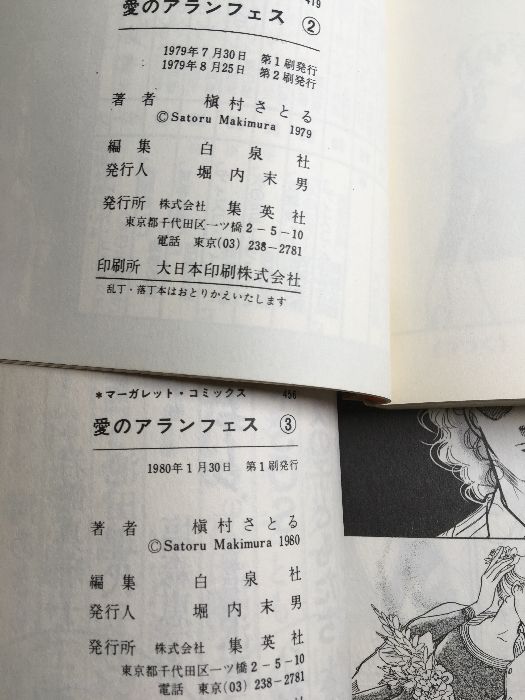 419
愛のアランフェス ②
1979年7月30日 第1刷発行
1979年8月25日 第2刷発行
著者 槇村さとる
©Satoru Makimura 1979
編集 白泉社
発行人 堀内末男
発行所 株式会社 集英社
東京都千代田区一ツ橋2-5-10
電話 東京(03) 238-2781
印刷所 大日本印刷株式会社
乱丁・落丁本はおとりかえいたします
*マーガレット・コミックス 456
愛のアランフェス ③
1980年1月30日 第1刷発行
著者 槇村さとる
©Satoru Makimura 1980
編集 白泉社
発行人 堀内末男
発行所 株式会社 集英社
東京都千代田区一ツ橋2-5-10
電話 東京(03) 238-2781